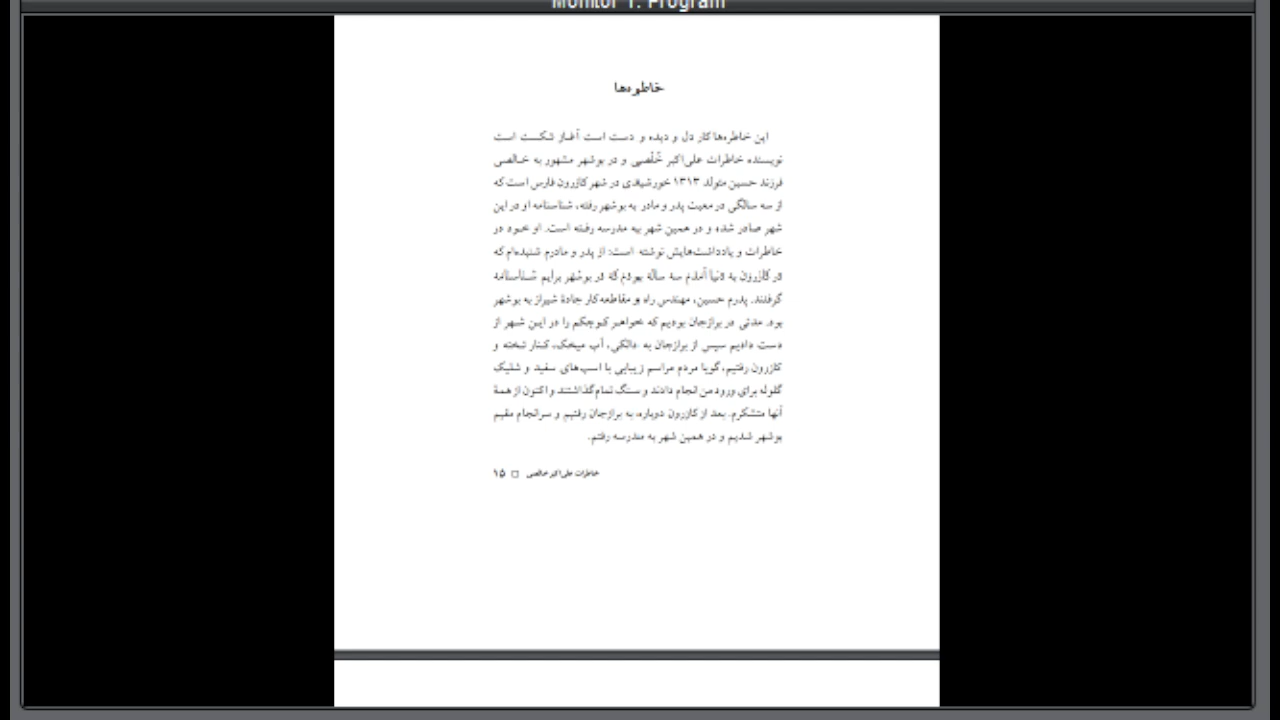 Monitor 1: Program
خاطره‌ها
این خاطره‌ها کار دل و دیده و دست است آغاز شکست است
نویسنده خاطرات علی‌اکبر خُلّصی و در بوشهر مشهور به خالصی
فرزند حسین متولد ۱۳۱۳ خورشیدی در شهر کازرون فارس است که
از سه سالگی در معیت پدر و مادر به بوشهر رفته، شناسنامه او در این
شهر صادر شده و در همین شهر به مدرسه رفته است. او خود در
خاطرات و یادداشت‌هایش نوشته است: از پدر و مادرم شنیده‌ام که
در کازرون به دنیا آمدم سه ساله بودم که در بوشهر برایم شناسنامه
گرفتند. پدرم حسین، مهندس راه و مقاطعه‌کار جادهٔ شیراز به بوشهر
بود. مدتی در برازجان بودیم که خواهر کوچکم را در این شهر از
دست دادیم سپس از برازجان به دالکی، آب میخک، کنار تخته و
کازرون رفتیم، گویا مردم مراسم زیبایی با اسب‌های سفید و شلیک
گلوله برای ورود من انجام دادند و سنگ تمام گذاشتند و اکنون از همهٔ
آنها متشکرم. بعد از کازرون دوباره، به برازجان رفتیم و سرانجام مقیم
بوشهر شدیم و در همین شهر به مدرسه رفتم.
خاطرات علی‌اکبر خالصی □ ۱۵